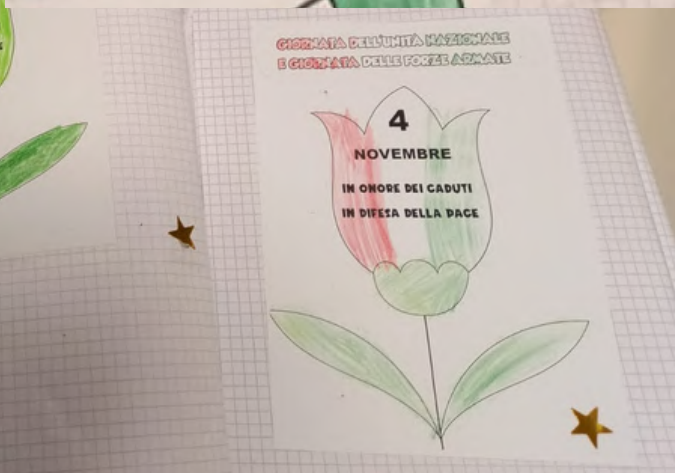 GIORNATA DELL'UNITÀ NAZIONALE
E GIORNATA DELLE FORZE ARMATE
4
NOVEMBRE
IN ONORE DEI CADUTI
IN DIFESA DELLA PACE